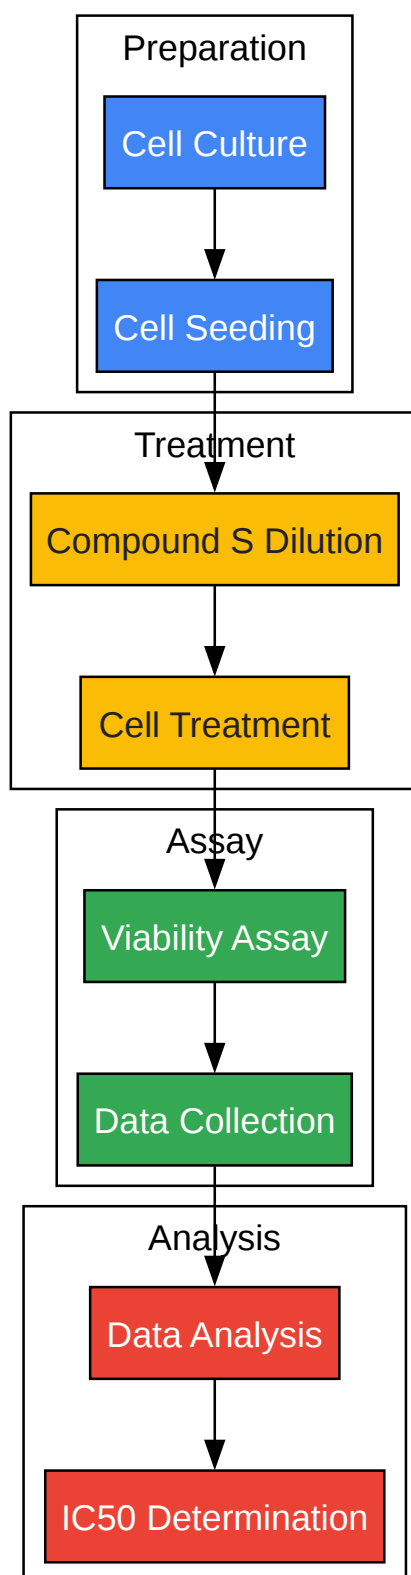 Preparation
Cell Culture
Cell Seeding
Treatment
Compound S Dilution
Cell Treatment
Assay
Viability Assay
Data Collection
Analysis
Data Analysis
IC50 Determination